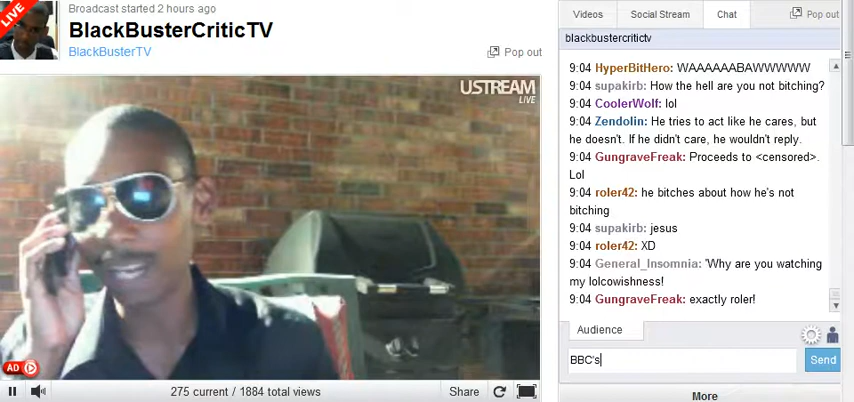 LIVE
Broadcast started 2 hours ago
BlackBusterCriticTV
BlackBusterTV
Pop out
USTREAM
LIVE
AD
275 current / 1884 total views
Share
Videos
Social Stream
Chat
Pop out
blackbustercritictv
9:04 HyperBitHero: WAAAAAABAWWWWW
9:04 supakirb: How the hell are you not bitching?
9:04 CoolerWolf: lol
9:04 Zendolin: He tries to act like he cares, but
he doesn't. If he didn't care, he wouldn't reply.
9:04 GungraveFreak: Proceeds to <censored>.
Lol
9:04 roler42: he bitches about how he's not
bitching
9:04 supakirb: jesus
9:04 roler42: XD
9:04 General_Insomnia: 'Why are you watching
my lolcowishness!
9:04 GungraveFreak: exactly roler!
Audience
BBC's
Send
More